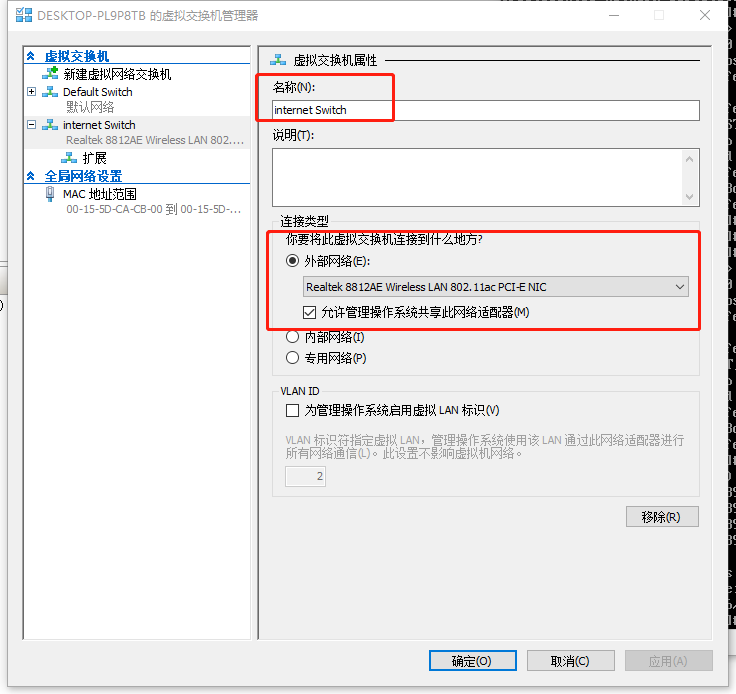 DESKTOP-PL9P8TB 的虚拟交换机管理器
虚拟交换机
新建虚拟网络交换机
Default Switch
默认网络
internet Switch
Realtek 8812AE Wireless LAN 802....
扩展
全局网络设置
MAC 地址范围
00-15-5D-CA-CB-00 到 00-15-5D-...
虚拟交换机属性
名称(N):
internet Switch
说明(T):
连接类型
你要将此虚拟交换机连接到什么地方?
外部网络(E):
Realtek 8812AE Wireless LAN 802.11ac PCI-E NIC
允许管理操作系统共享此网络适配器(M)
内部网络(I)
专用网络(P)
VLAN ID
为管理操作系统启用虚拟 LAN 标识(V)
VLAN 标识符指定虚拟 LAN，管理操作系统使用该 LAN 通过此网络适配器进行
所有网络通信(L)。此设置不影响虚拟机网络。
2
移除(R)
确定(O)
取消(C)
应用(A)